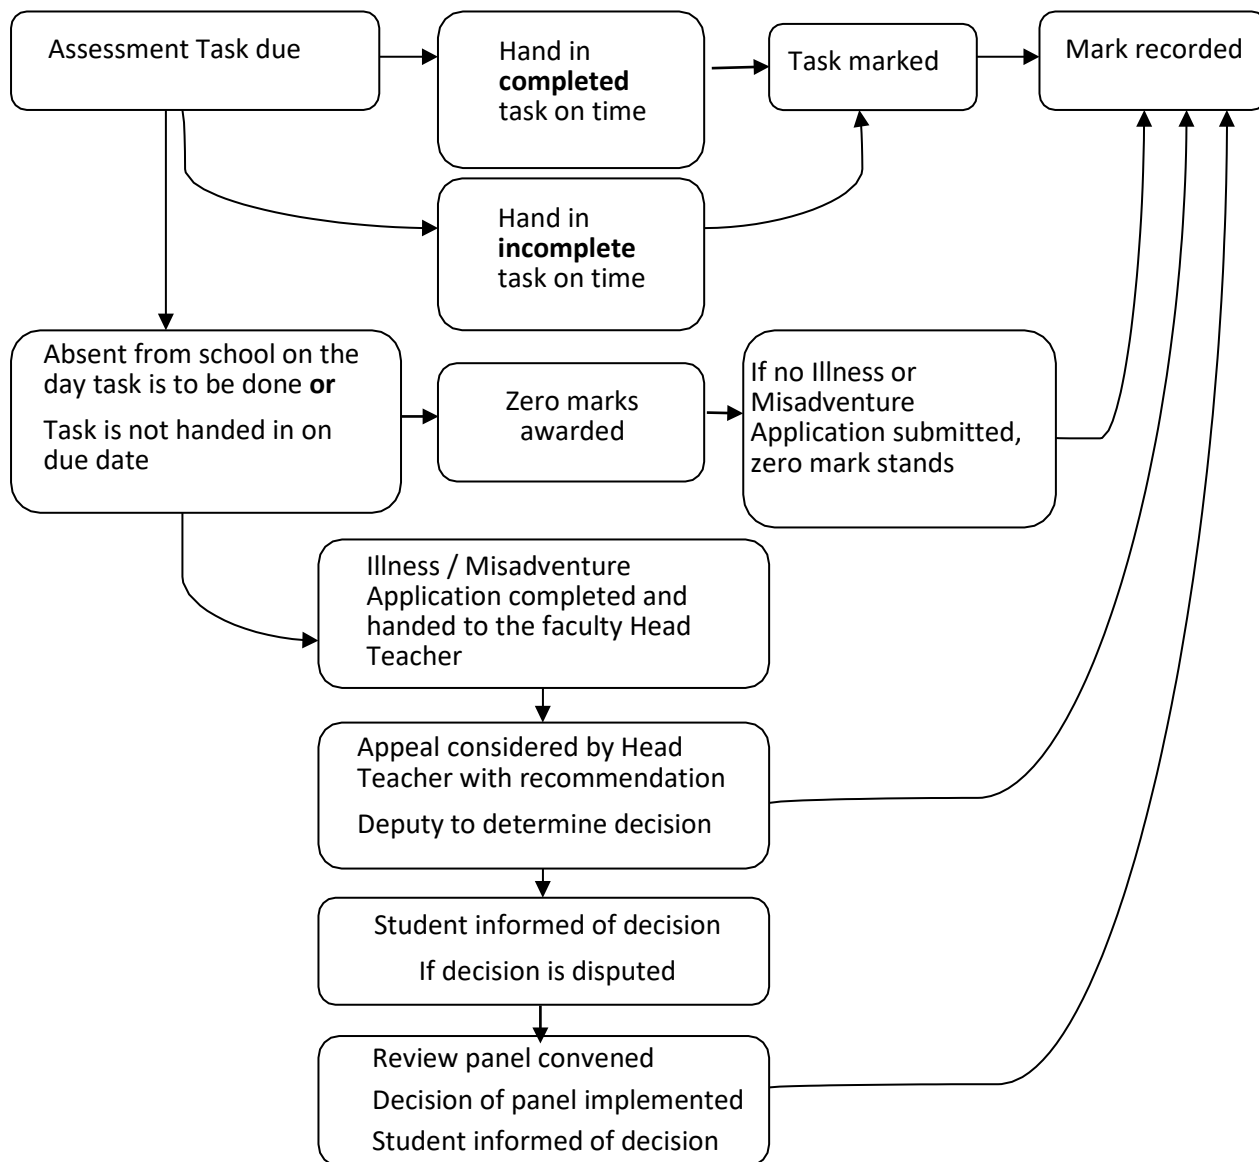 Assessment Task due
Hand in
completed
task on time
Task marked
Mark recorded
Hand in
incomplete
task on time
Absent from school on the
day task is to be done or
Task is not handed in on
due date
Zero marks
awarded
If no Illness or
Misadventure
Application submitted,
zero mark stands
Illness / Misadventure
Application completed and
handed to the faculty Head
Teacher
Appeal considered by Head
Teacher with recommendation
Deputy to determine decision
Student informed of decision
If decision is disputed
Review panel convened
Decision of panel implemented
Student informed of decision